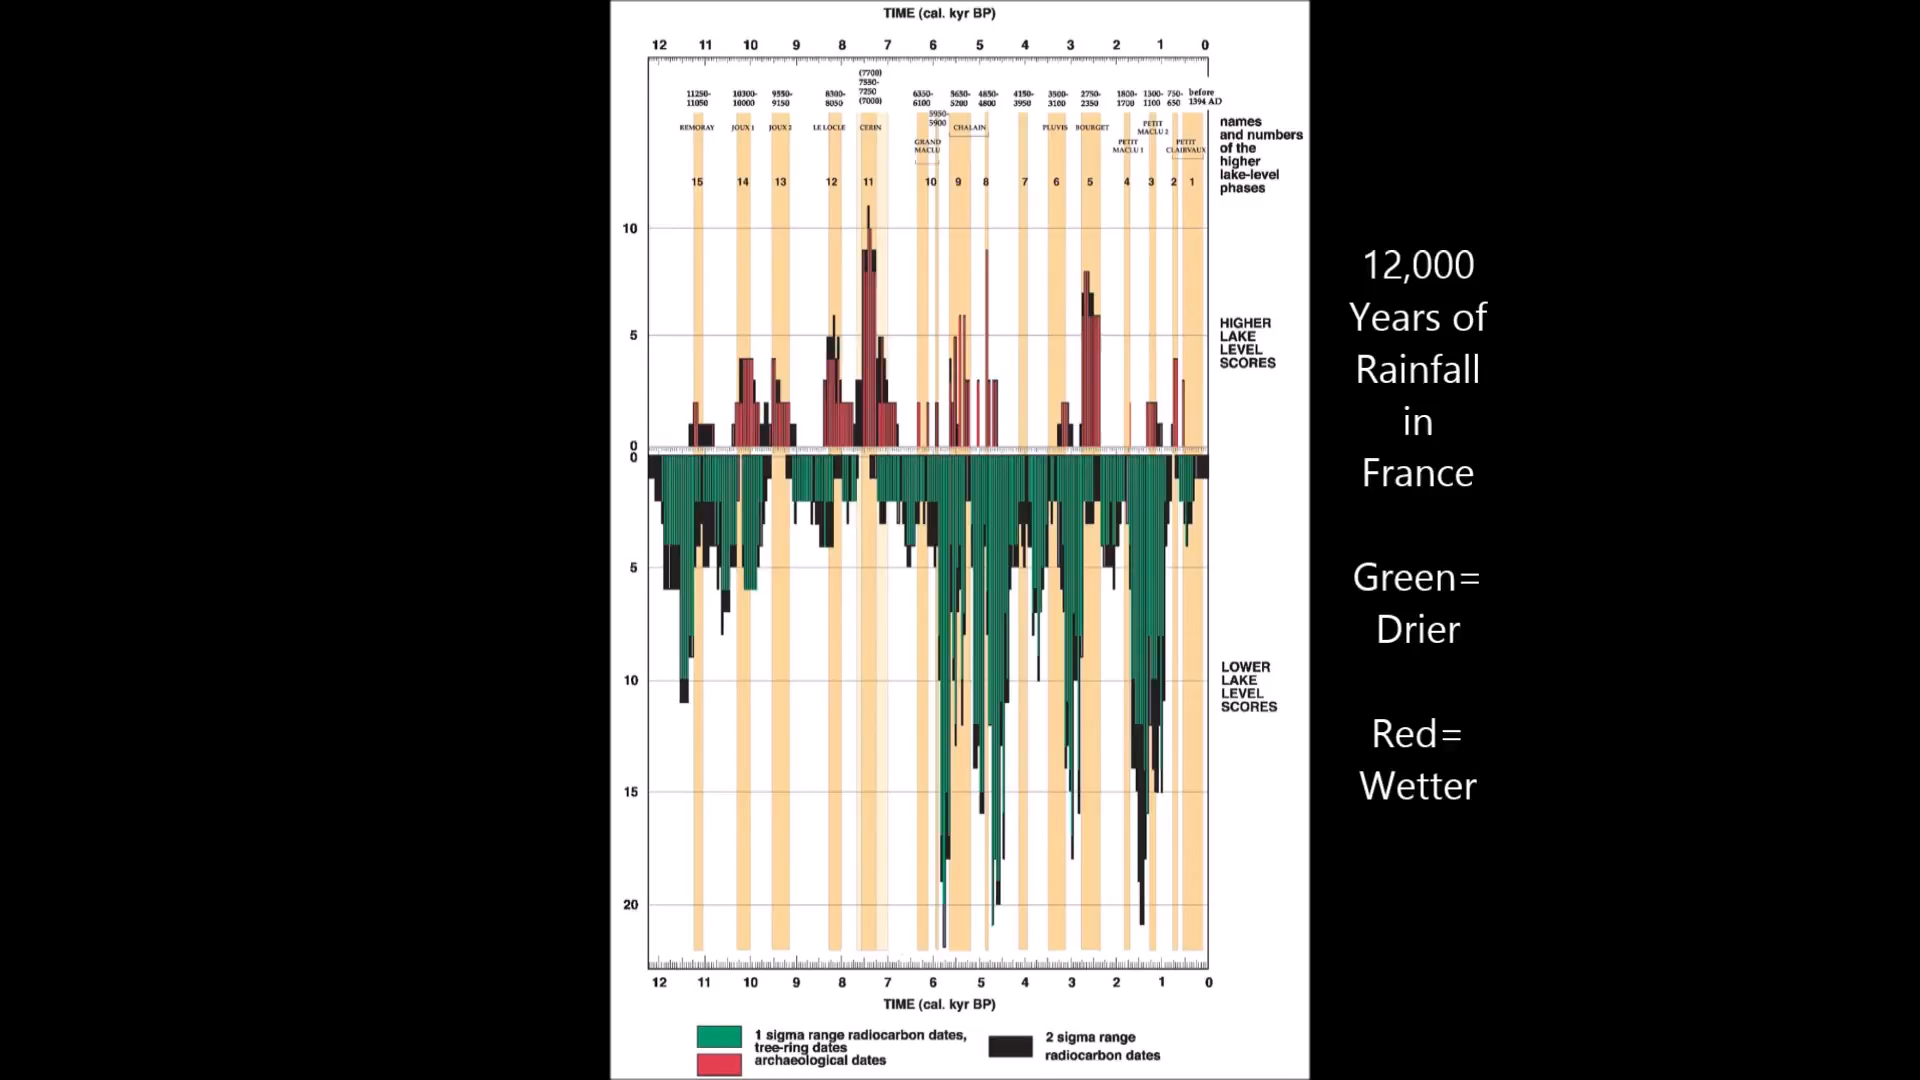 TIME (cal. kyr BP)
12 11 10 9 8 7 6 5 4 3 2 1 0
(7700)
7550-
7250
(7000)
11250-
11050
10300-
10000
9550-
9150
8300-
8050
6350-
6100
5950-
5900
5650-
5200
4850-
4800
4150-
3950
3500-
3100
2750-
2350
1800-
1700
1300-
1100
750-
650
before
1394 AD
REMORAY
JOUX 1
JOUX 2
LE LOCLE
CERIN
GRAND
MACLU
CHALAIN
PLUVIS
BOURGET
PETIT
MACLU 1
PETIT
MACLU 2
PETIT
CLAIRVAUX
names
and numbers
of the
higher
lake-level
phases
15 14 13 12 11 10 9 8 7 6 5 4 3 2 1
10
5
0
HIGHER
LAKE
LEVEL
SCORES
0
5
10
15
20
LOWER
LAKE
LEVEL
SCORES
12 11 10 9 8 7 6 5 4 3 2 1 0
TIME (cal. kyr BP)
1 sigma range radiocarbon dates,
tree-ring dates
archaeological dates
2 sigma range
radiocarbon dates
12,000
Years of
Rainfall
in
France
Green=
Drier
Red=
Wetter